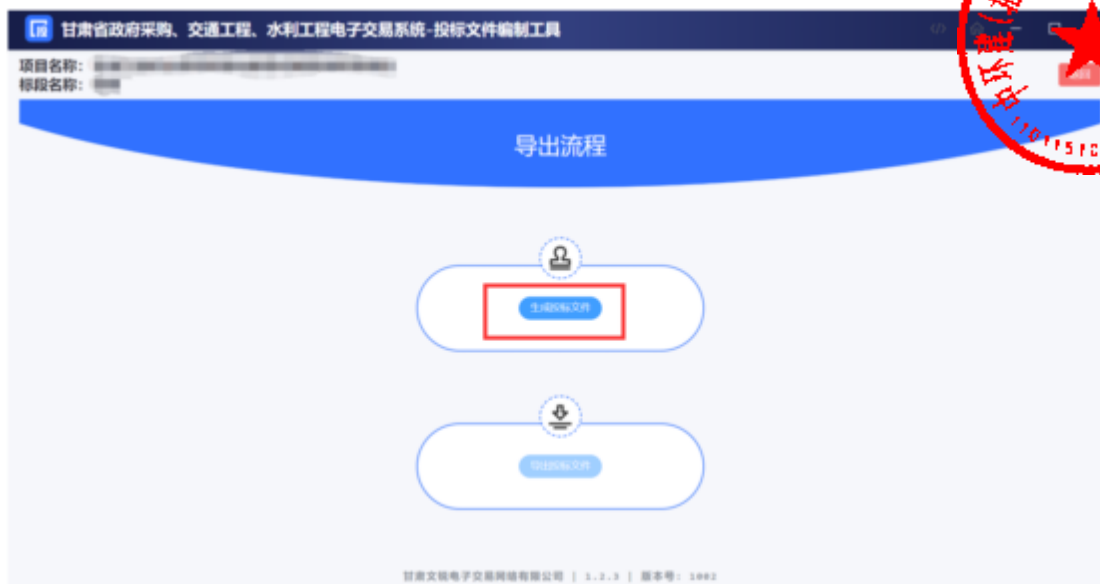 甘肃省政府采购、交通工程、水利工程电子交易系统-投标文件编制工具
项目名称:
标段名称:
导出流程
生成投标文件
导出投标文件
甘肃文锐电子交易网络有限公司 | 1.2.3 | 版本号: 1002